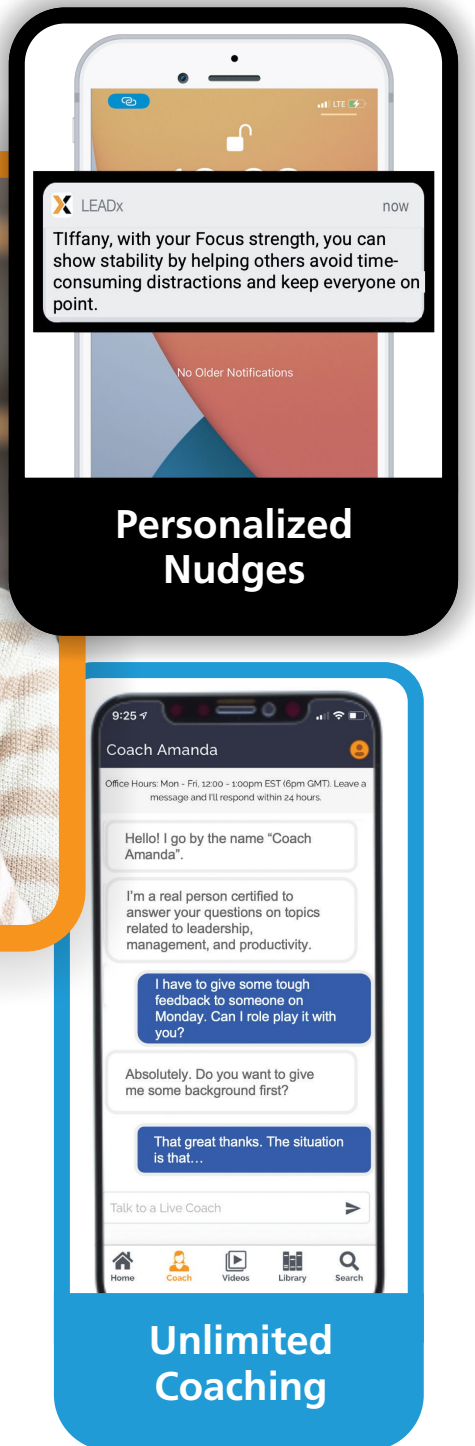 LTE
LEADx
now
TIffany, with your Focus strength, you can
show stability by helping others avoid time-
consuming distractions and keep everyone on
point.
No Older Notifications
Personalized
Nudges
9:25
Coach Amanda
Office Hours: Mon - Fri, 12:00 - 1:00pm EST (6pm GMT). Leave a
message and I'll respond within 24 hours.
Hello! I go by the name “Coach
Amanda”.
I’m a real person certified to
answer your questions on topics
related to leadership,
management, and productivity.
I have to give some tough
feedback to someone on
Monday. Can I role play it with
you?
Absolutely. Do you want to give
me some background first?
That great thanks. The situation
is that…
Talk to a Live Coach
Home Coach Videos Library Search
Unlimited
Coaching